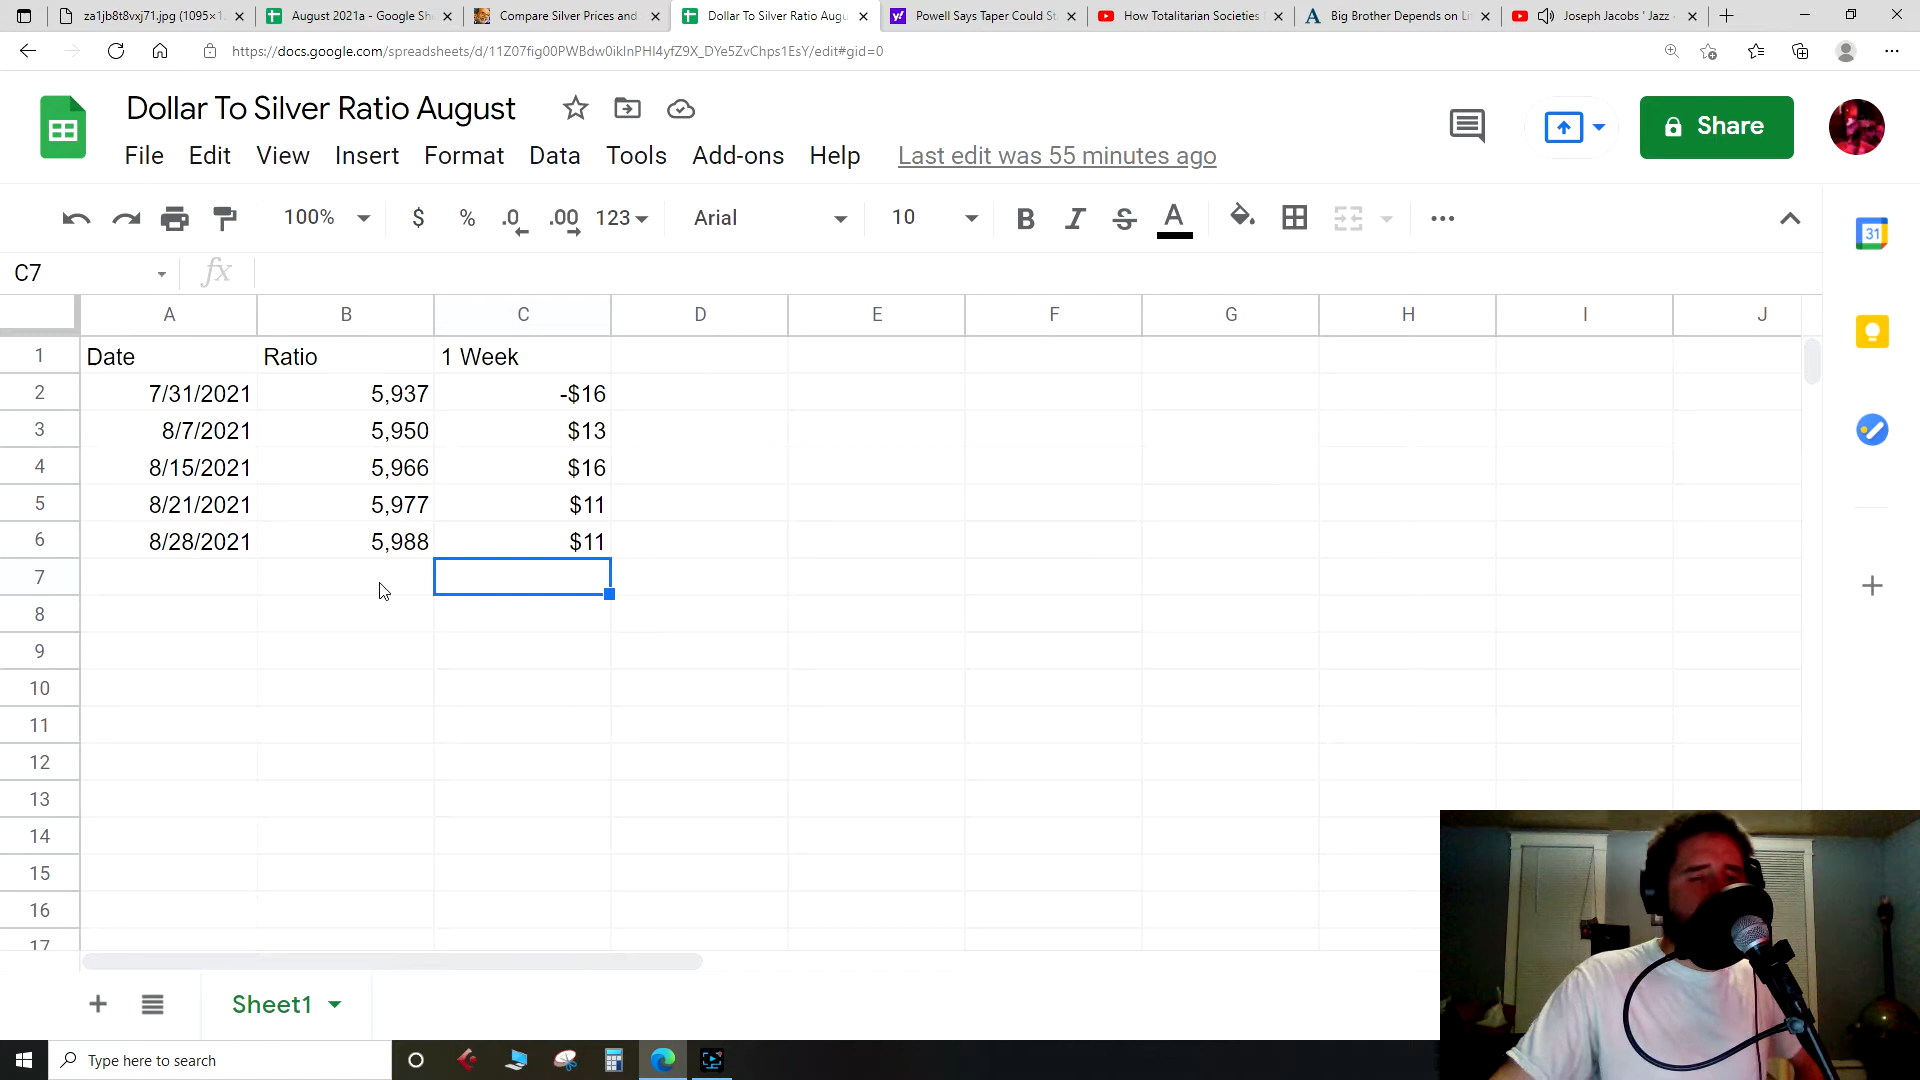 za1jb8t8vxj71.jpg (1095×1
August 2021a - Google She
Compare Silver Prices and
Dollar To Silver Ratio Augu
Powell Says Taper Could St
How Totalitarian Societies
Big Brother Depends on Li
Joseph Jacobs ' Jazz
https://docs.google.com/spreadsheets/d/11Z07fig00PWBdw0iklnPHl4yfZ9X_DYe5ZvChps1EsY/edit#gid=0
Dollar To Silver Ratio August
Share
File Edit View Insert Format Data Tools Add-ons Help Last edit was 55 minutes ago
100% $ % .0 .00 123 Arial 10 B I S A
31
C7 fx
A B C D E F G H I J
1 Date Ratio 1 Week
2 7/31/2021 5,937 -$16
3 8/7/2021 5,950 $13
4 8/15/2021 5,966 $16
5 8/21/2021 5,977 $11
6 8/28/2021 5,988 $11
7
8
9
10
11
12
13
14
15
16
17
Sheet1
Type here to search